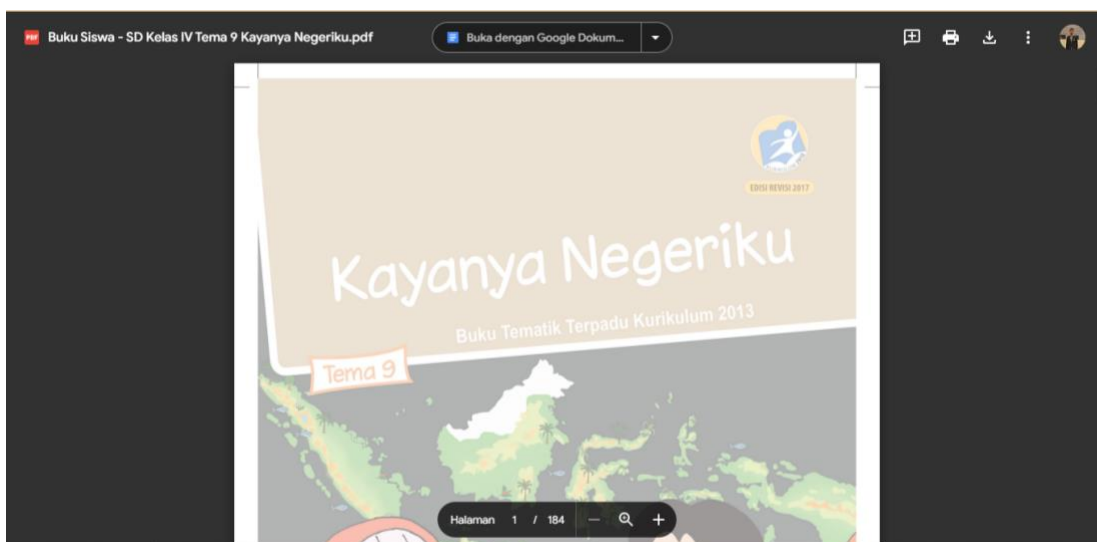 PDF Buku Siswa - SD Kelas IV Tema 9 Kayanya Negeriku.pdf
Buka dengan Google Dokum...
EDISI REVISI 2017
Kayanya Negeriku
Buku Tematik Terpadu Kurikulum 2013
Tema 9
Halaman 1 / 184